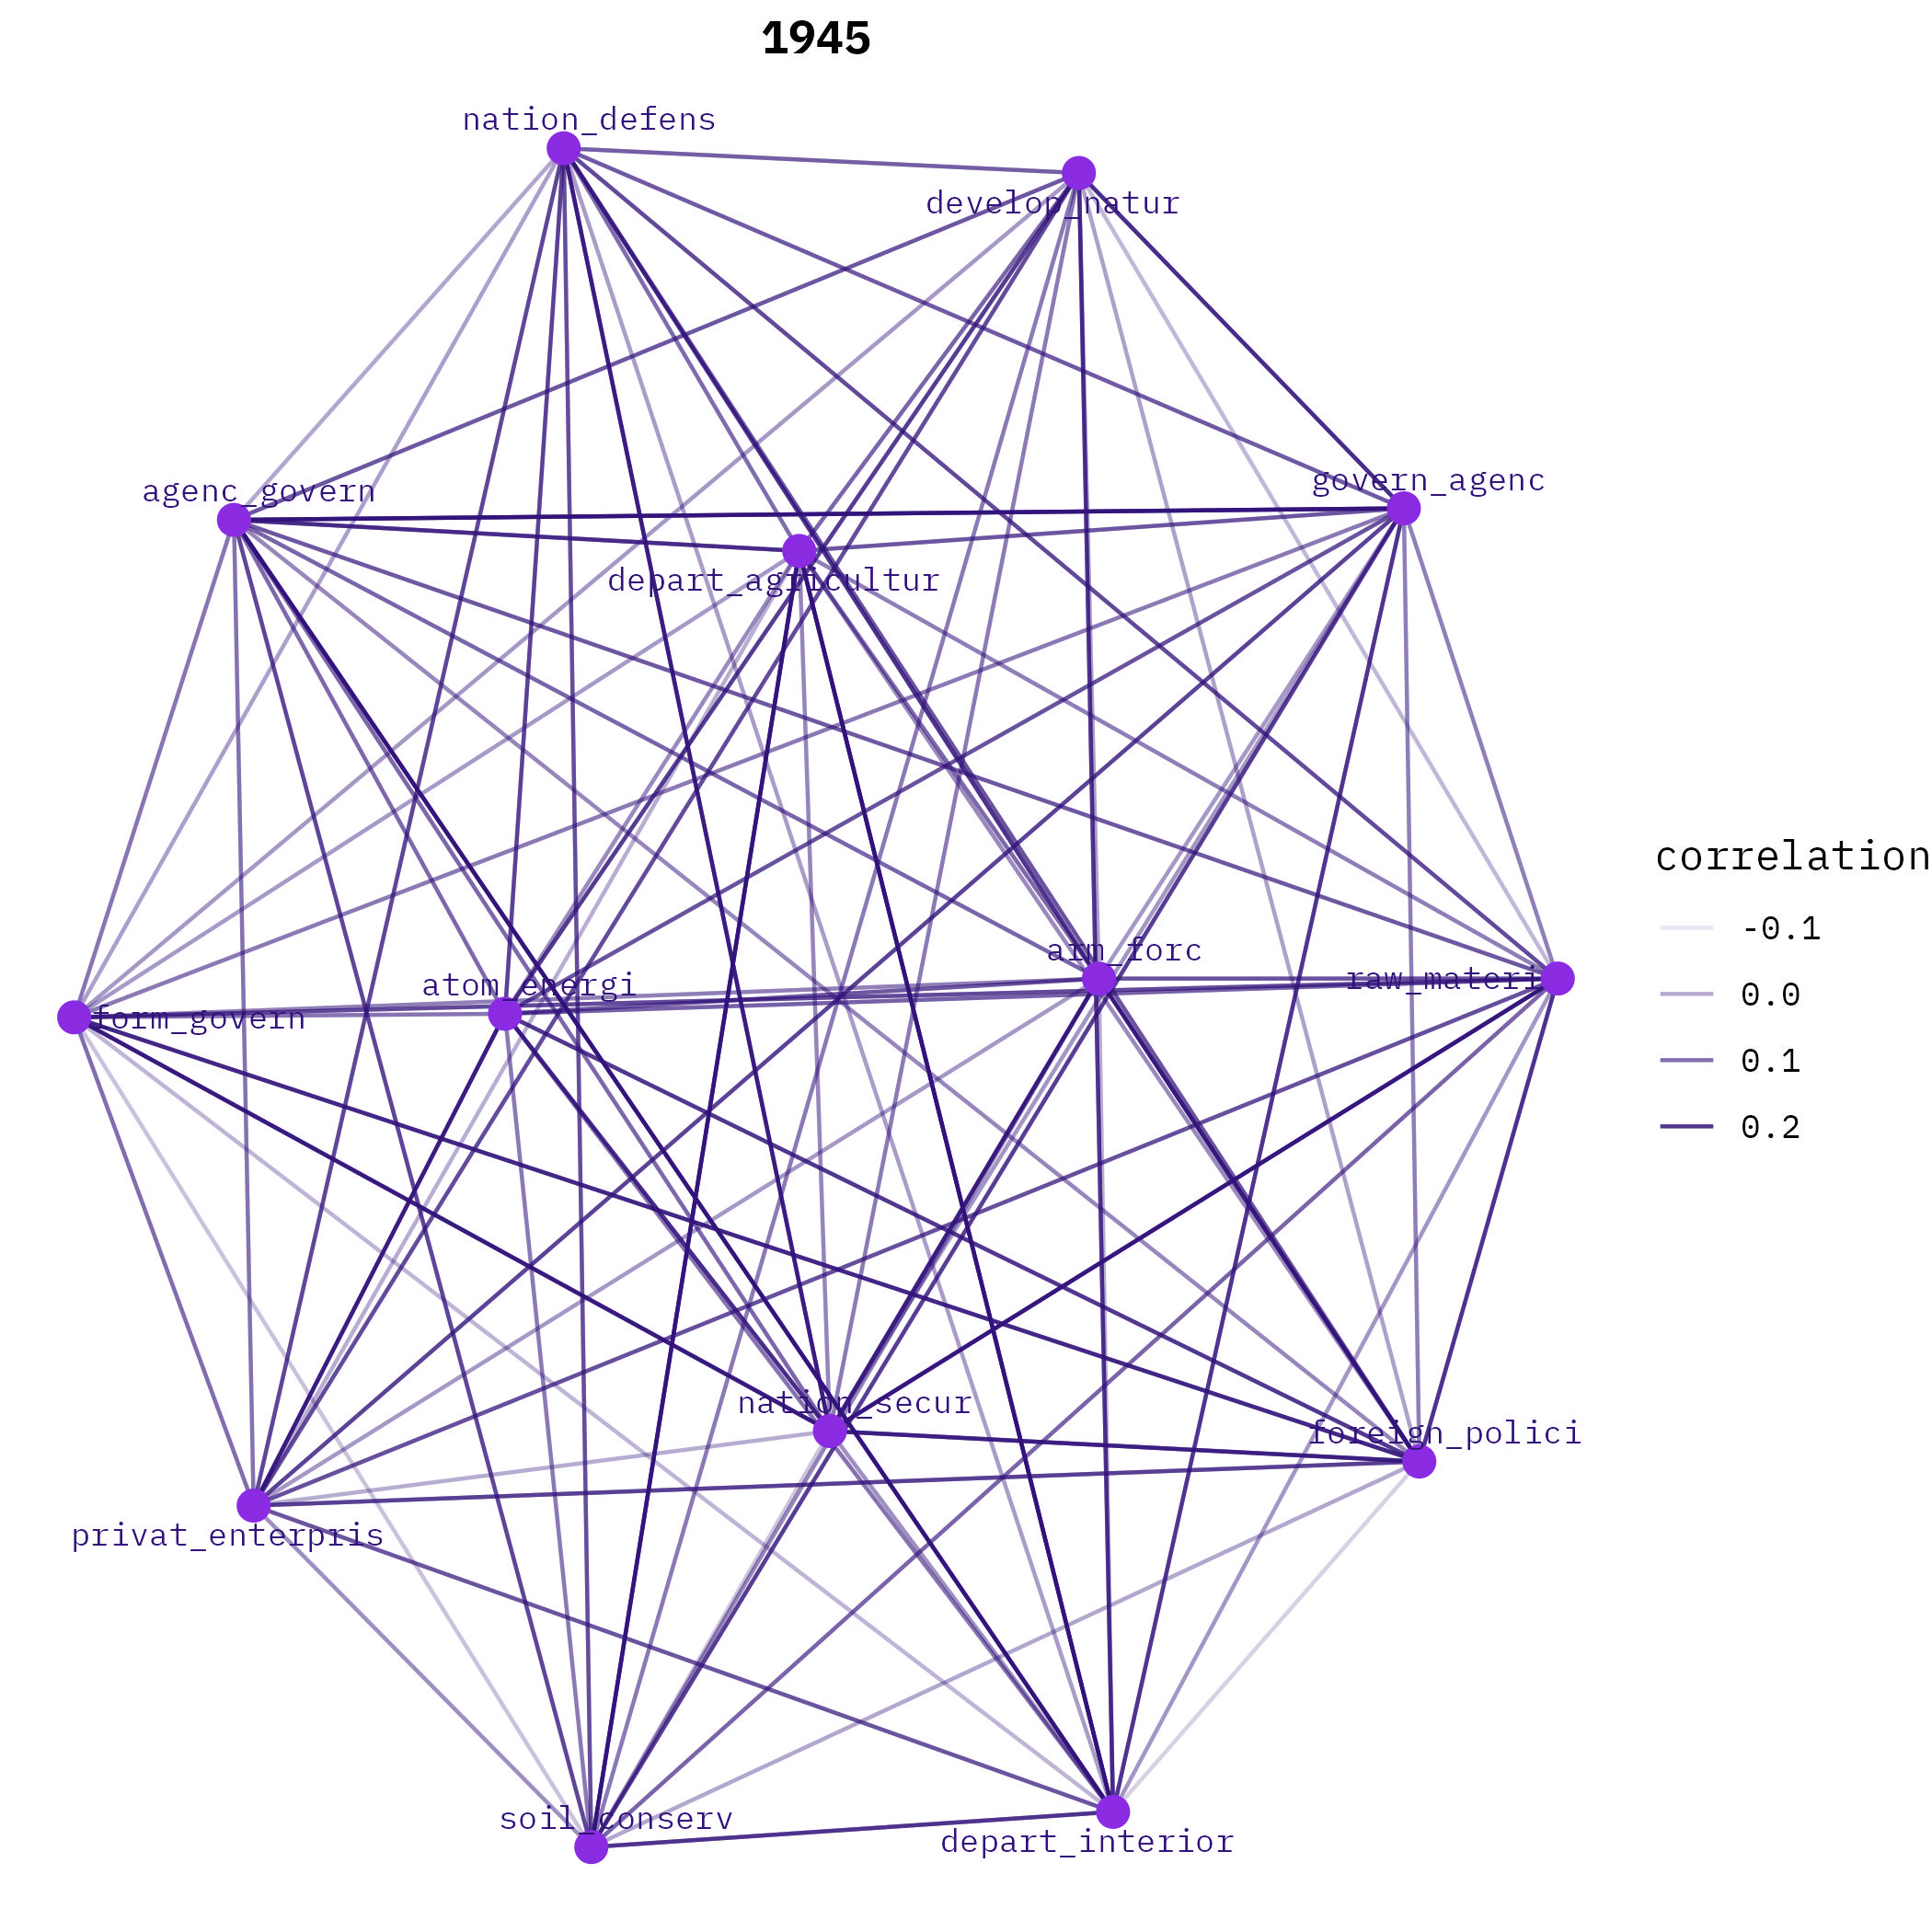 1945
nation_defens
develop_natur
govern_agenc
agenc_govern
depart_agricultur
correlation
-0.1
0.0
0.1
0.2
arm_forc
raw_materi
atom_energi
form_govern
nation_secur
foreign_polici
privat_enterpris
soil_conserv
depart_interior